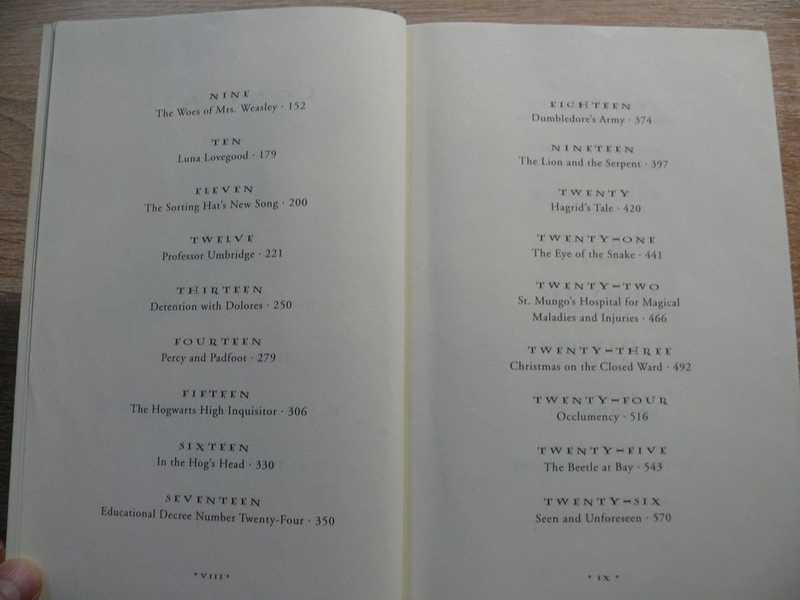 NINE
The Woes of Mrs. Weasley · 152
TEN
Luna Lovegood · 179
ELEVEN
The Sorting Hat's New Song · 200
TWELVE
Professor Umbridge · 221
THIRTEEN
Detention with Dolores · 250
FOURTEEN
Percy and Padfoot · 279
FIFTEEN
The Hogwarts High Inquisitor · 306
SIXTEEN
In the Hog's Head · 330
SEVENTEEN
Educational Decree Number Twenty-Four · 350
* VIII *
EIGHTEEN
Dumbledore's Army · 374
NINETEEN
The Lion and the Serpent · 397
TWENTY
Hagrid's Tale · 420
TWENTY-ONE
The Eye of the Snake · 441
TWENTY-TWO
St. Mungo's Hospital for Magical
Maladies and Injuries · 466
TWENTY-THREE
Christmas on the Closed Ward · 492
TWENTY-FOUR
Occlumency · 516
TWENTY-FIVE
The Beetle at Bay · 543
TWENTY-SIX
Seen and Unforeseen · 570
* IX *